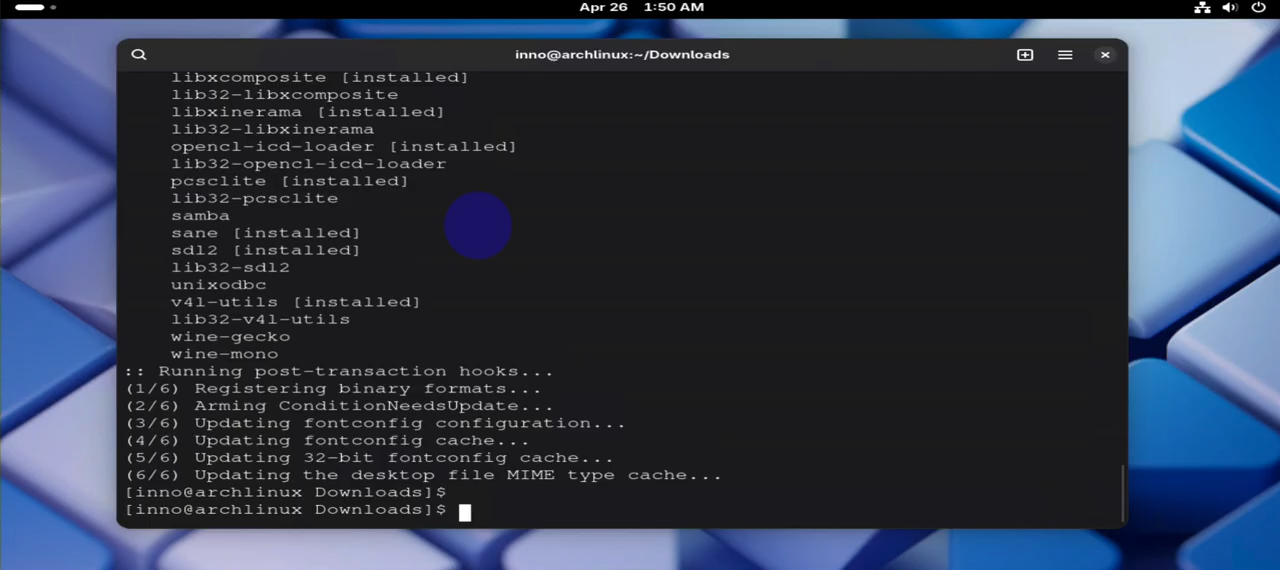 Apr 26 1:50 AM
inno@archlinux:~/Downloads
libxcomposite [installed]
lib32-libxcomposite
libxinerama [installed]
lib32-libxinerama
opencl-icd-loader [installed]
lib32-opencl-icd-loader
pcsclite [installed]
lib32-pcsclite
samba
sane [installed]
sdl2 [installed]
lib32-sdl2
unixodbc
v4l-utils [installed]
lib32-v4l-utils
wine-gecko
wine-mono
:: Running post-transaction hooks...
(1/6) Registering binary formats...
(2/6) Arming ConditionNeedsUpdate...
(3/6) Updating fontconfig configuration...
(4/6) Updating fontconfig cache...
(5/6) Updating 32-bit fontconfig cache...
(6/6) Updating the desktop file MIME type cache...
[inno@archlinux Downloads]$
[inno@archlinux Downloads]$